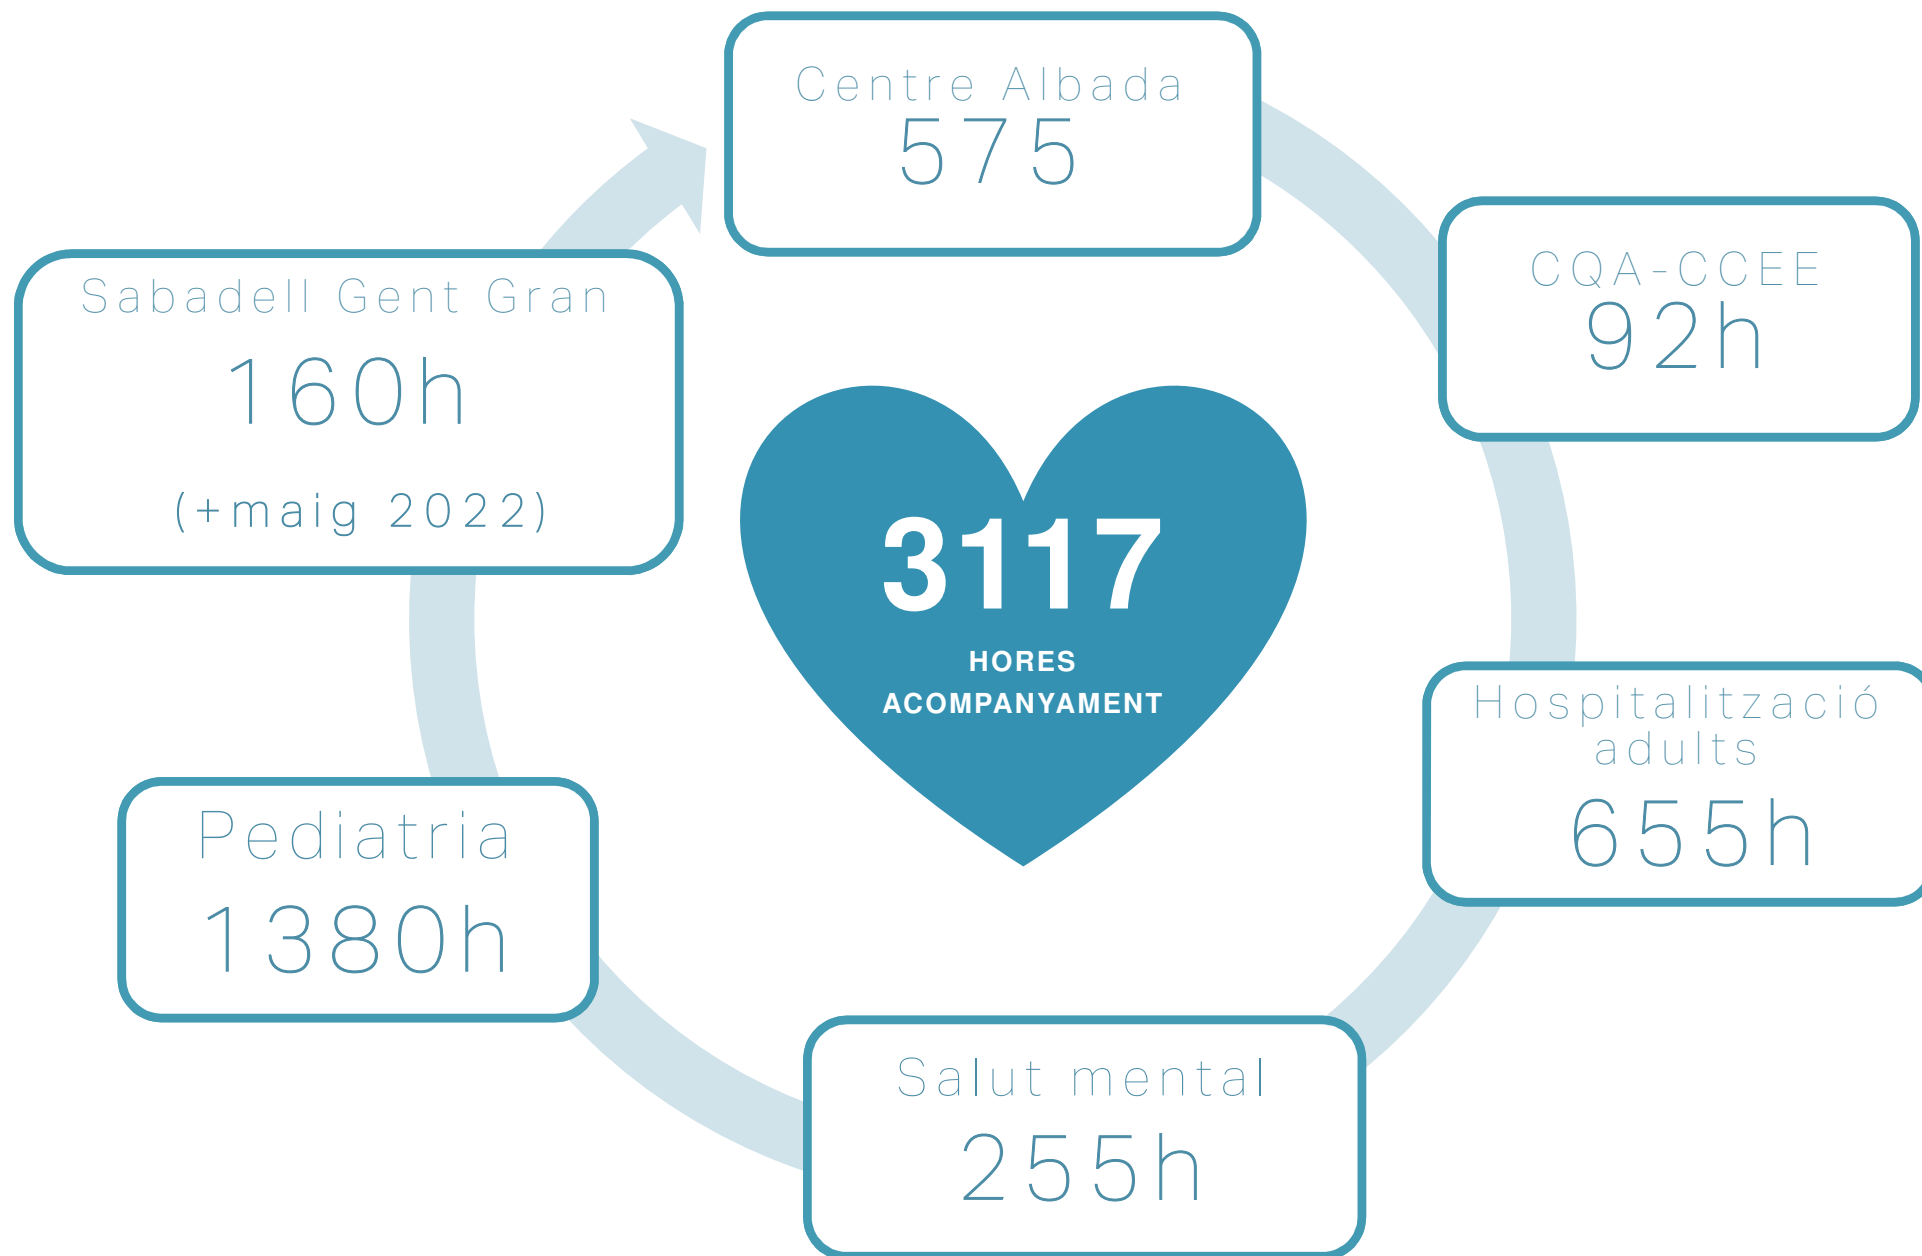 Centre Albada
575
CQA-CCEE
92h
Hospitalització
adults
655h
Salut mental
255h
Pediatria
1380h
Sabadell Gent Gran
160h
(+maig 2022)
3117
HORES
ACOMPANYAMENT